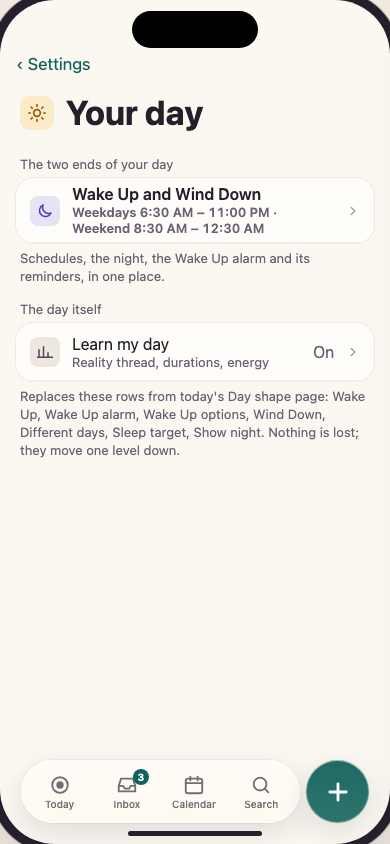 ‹ Settings
Your day
The two ends of your day
Wake Up and Wind Down
Weekdays 6:30 AM – 11:00 PM ·
Weekend 8:30 AM – 12:30 AM
Schedules, the night, the Wake Up alarm and its
reminders, in one place.
The day itself
Learn my day
Reality thread, durations, energy
On
Replaces these rows from today's Day shape page: Wake
Up, Wake Up alarm, Wake Up options, Wind Down,
Different days, Sleep target, Show night. Nothing is lost;
they move one level down.
3
Today
Inbox
Calendar
Search